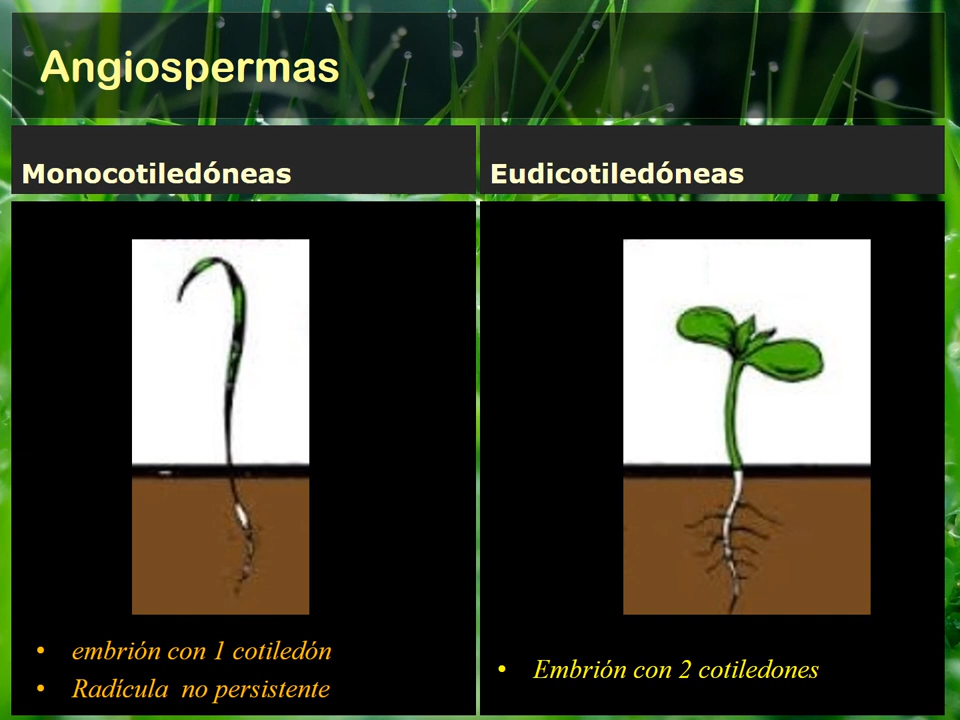 Angiospermas
Monocotiledóneas
Eudicotiledóneas
• embrión con 1 cotiledón
• Radícula no persistente
• Embrión con 2 cotiledones